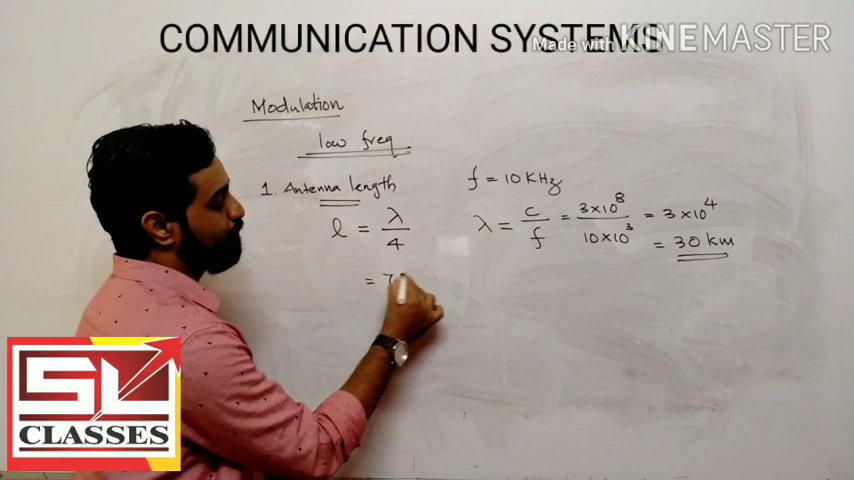 COMMUNICATION SYSTEMS
Made with KINEMASTER
Modulation
low freq
1. Antenna length
l = λ/4
= 7
f = 10 KHz
λ = c/f = 3×10⁸/10×10³ = 3×10⁴
= 30 km
SL
CLASSES